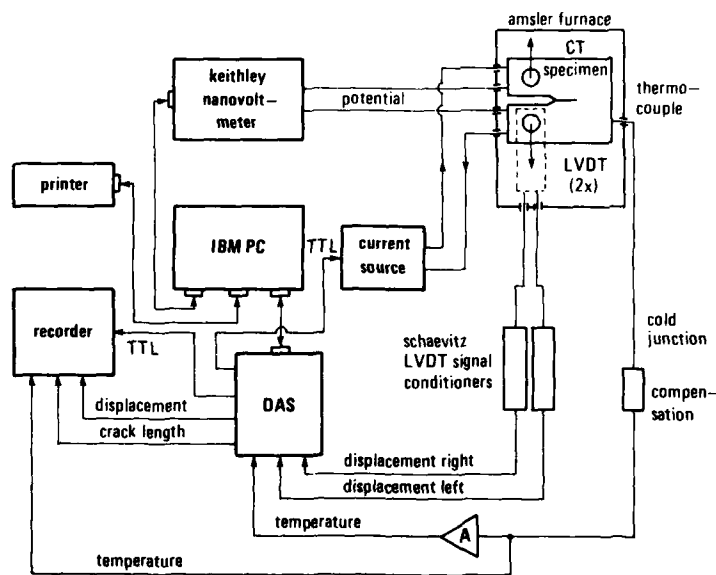 amsler furnace
CT
specimen
keithley
nanovolt-
meter
potential
thermo-
couple
LVDT
(2x)
printer
IBM PC
TTL
current
source
recorder
TTL
schaevitz
LVDT signal
conditioners
cold
junction
compen-
sation
DAS
displacement
crack length
displacement right
displacement left
temperature
A
temperature